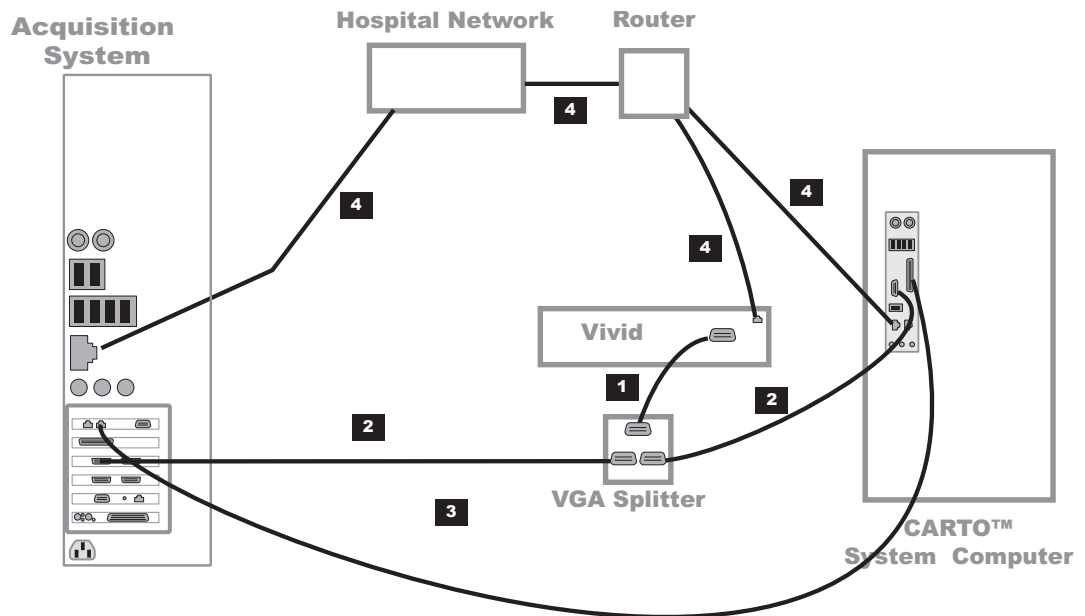 Acquisition
System
Hospital Network
Router
4
4
4
4
Vivid
1
2
2
VGA Splitter
3
CARTO™
System Computer